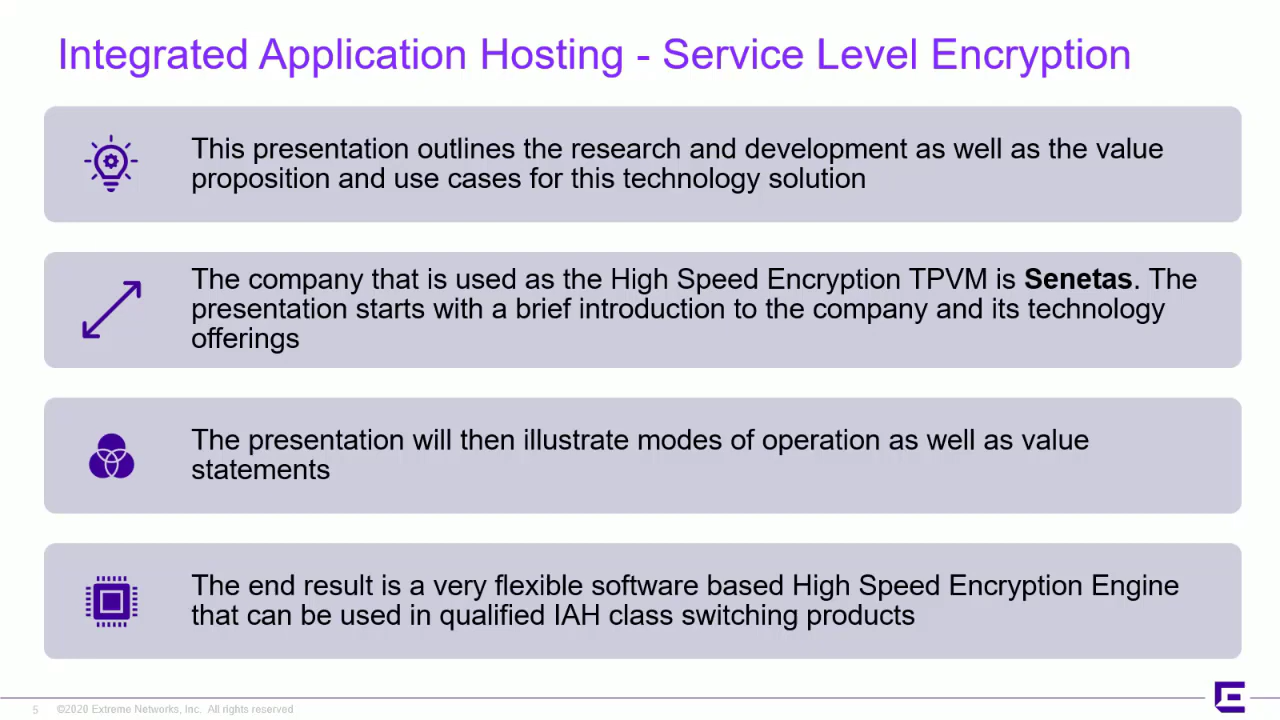 Integrated Application Hosting - Service Level Encryption
This presentation outlines the research and development as well as the value
proposition and use cases for this technology solution
The company that is used as the High Speed Encryption TPVM is Senetas. The
presentation starts with a brief introduction to the company and its technology
offerings
The presentation will then illustrate modes of operation as well as value
statements
The end result is a very flexible software based High Speed Encryption Engine
that can be used in qualified IAH class switching products
5 ©2020 Extreme Networks, Inc. All rights reserved